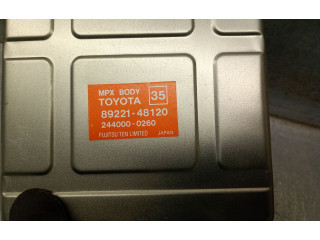 MPX BODY
TOYOTA 35
89221-48120
244000-0260
FUJITSU TEN LIMITED JAPAN